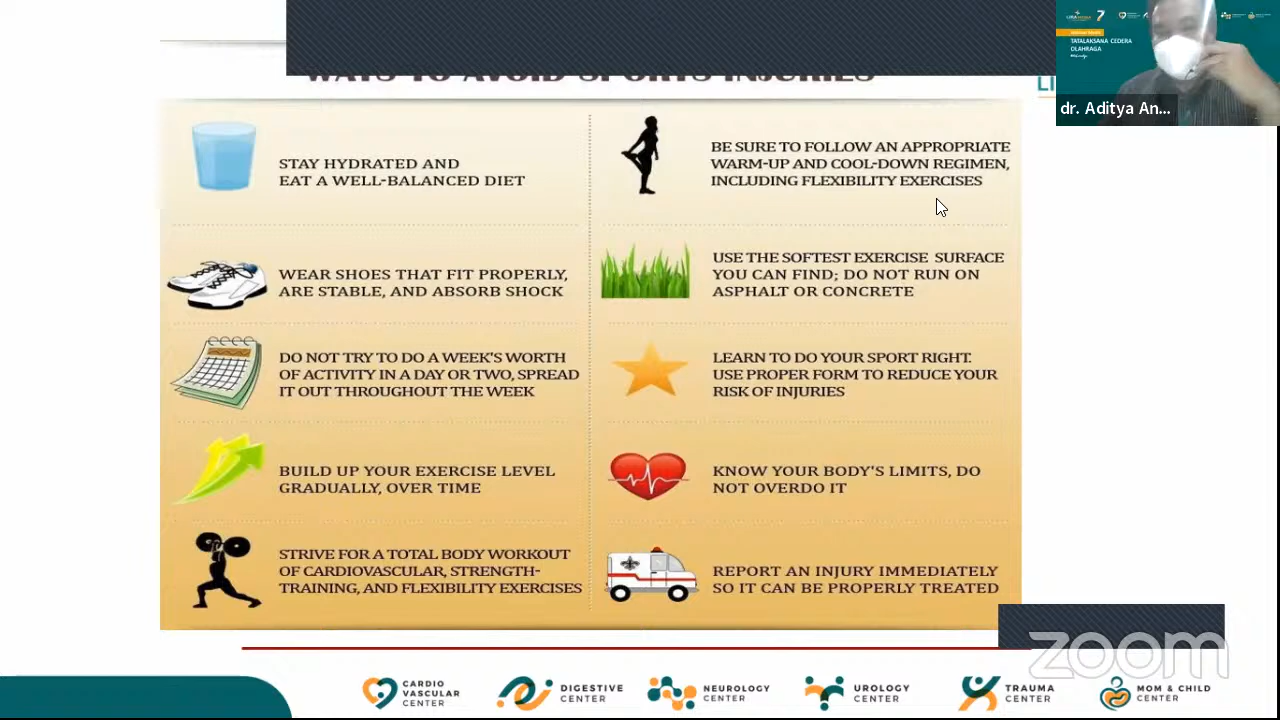 WAYS TO AVOID SPORTS INJURIES
STAY HYDRATED AND
EAT A WELL-BALANCED DIET
BE SURE TO FOLLOW AN APPROPRIATE
WARM-UP AND COOL-DOWN REGIMEN,
INCLUDING FLEXIBILITY EXERCISES
WEAR SHOES THAT FIT PROPERLY,
ARE STABLE, AND ABSORB SHOCK
USE THE SOFTEST EXERCISE SURFACE
YOU CAN FIND; DO NOT RUN ON
ASPHALT OR CONCRETE
DO NOT TRY TO DO A WEEK'S WORTH
OF ACTIVITY IN A DAY OR TWO, SPREAD
IT OUT THROUGHOUT THE WEEK
LEARN TO DO YOUR SPORT RIGHT.
USE PROPER FORM TO REDUCE YOUR
RISK OF INJURIES
BUILD UP YOUR EXERCISE LEVEL
GRADUALLY, OVER TIME
KNOW YOUR BODY'S LIMITS, DO
NOT OVERDO IT
STRIVE FOR A TOTAL BODY WORKOUT
OF CARDIOVASCULAR, STRENGTH-
TRAINING, AND FLEXIBILITY EXERCISES
REPORT AN INJURY IMMEDIATELY
SO IT CAN BE PROPERLY TREATED
TATALAKSANA CEDERA
OLAHRAGA
dr. Aditya An...
zoom
CARDIO
VASCULAR
CENTER
DIGESTIVE
CENTER
NEUROLOGY
CENTER
UROLOGY
CENTER
TRAUMA
CENTER
MOM & CHILD
CENTER